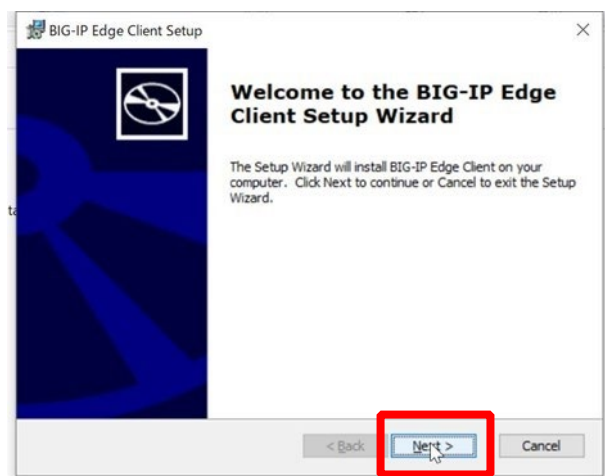 BIG-IP Edge Client Setup
Welcome to the BIG-IP Edge
Client Setup Wizard
The Setup Wizard will install BIG-IP Edge Client on your
computer. Click Next to continue or Cancel to exit the Setup
Wizard.
< Back
Next >
Cancel